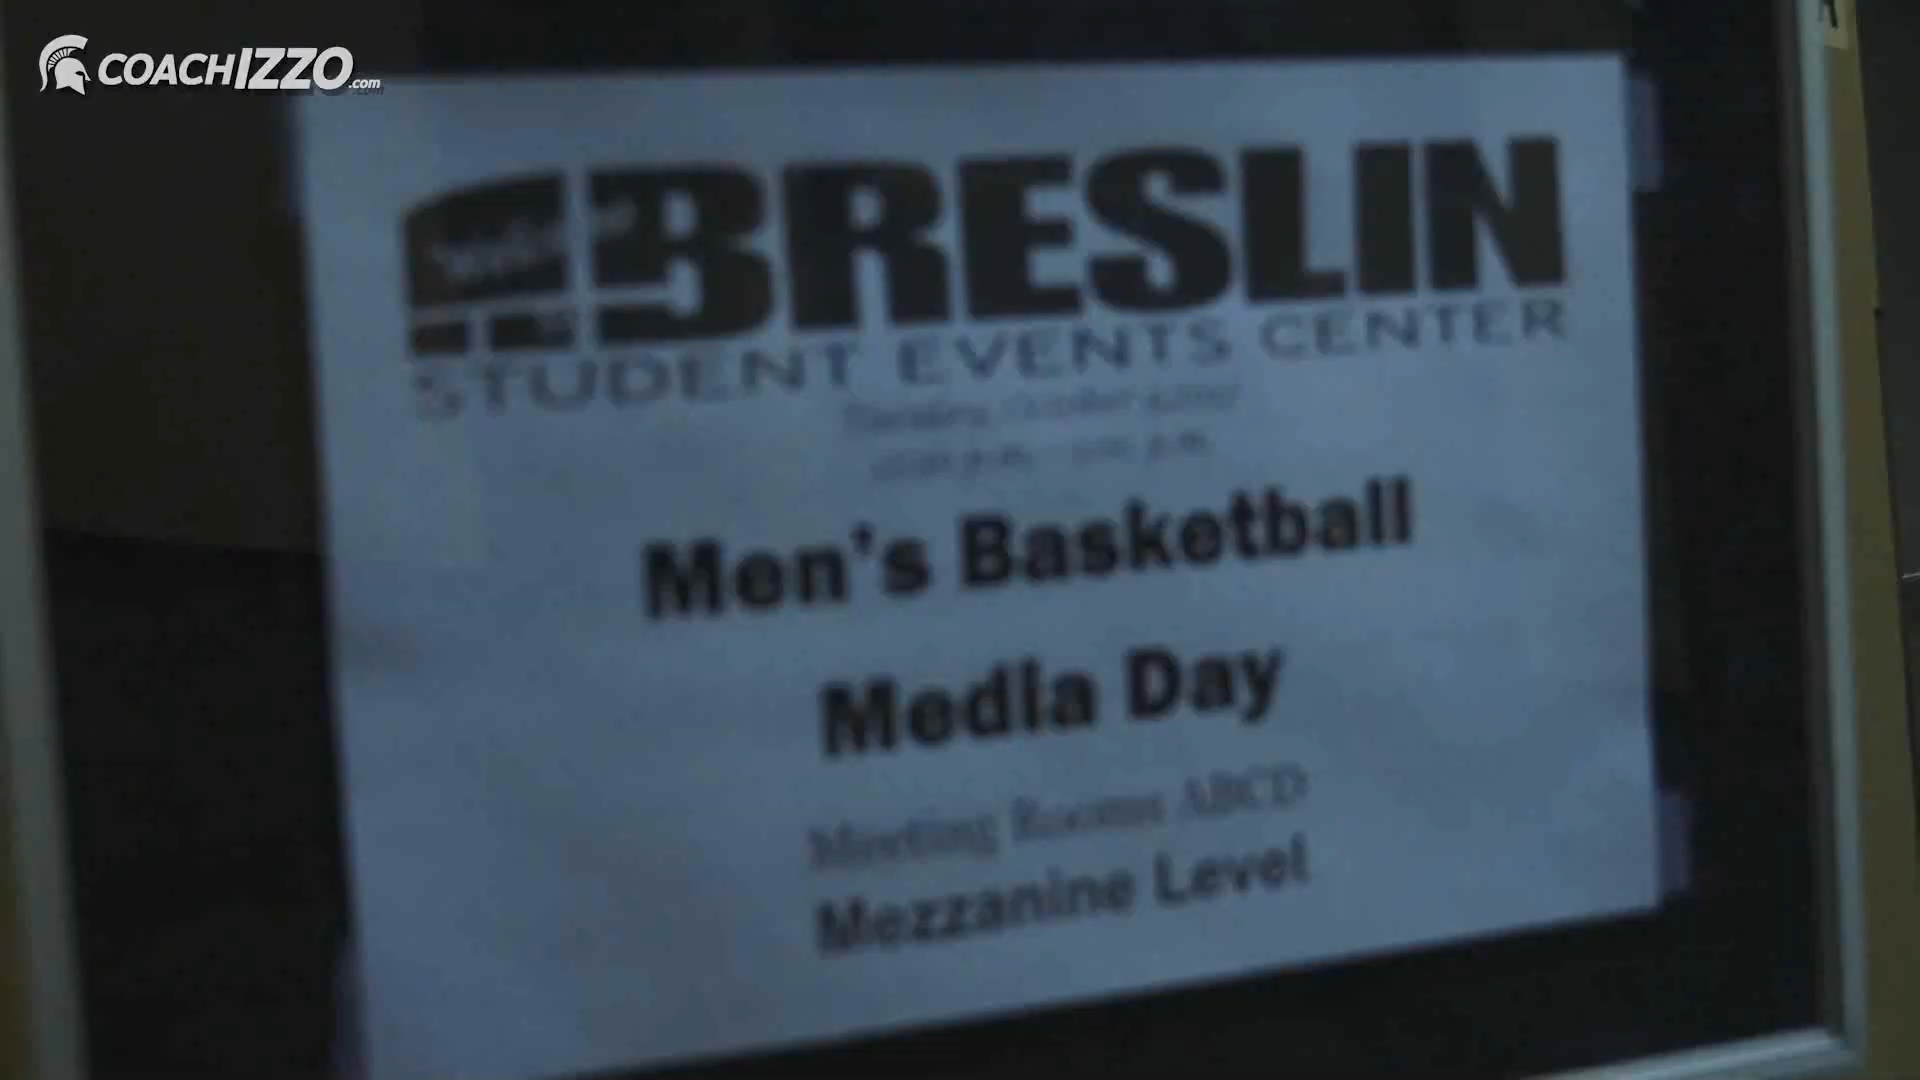 COACHIZZO.com
BRESLIN
STUDENT EVENTS CENTER
Men's Basketball
Media Day
Meeting Rooms ABCD
Mezzanine Level